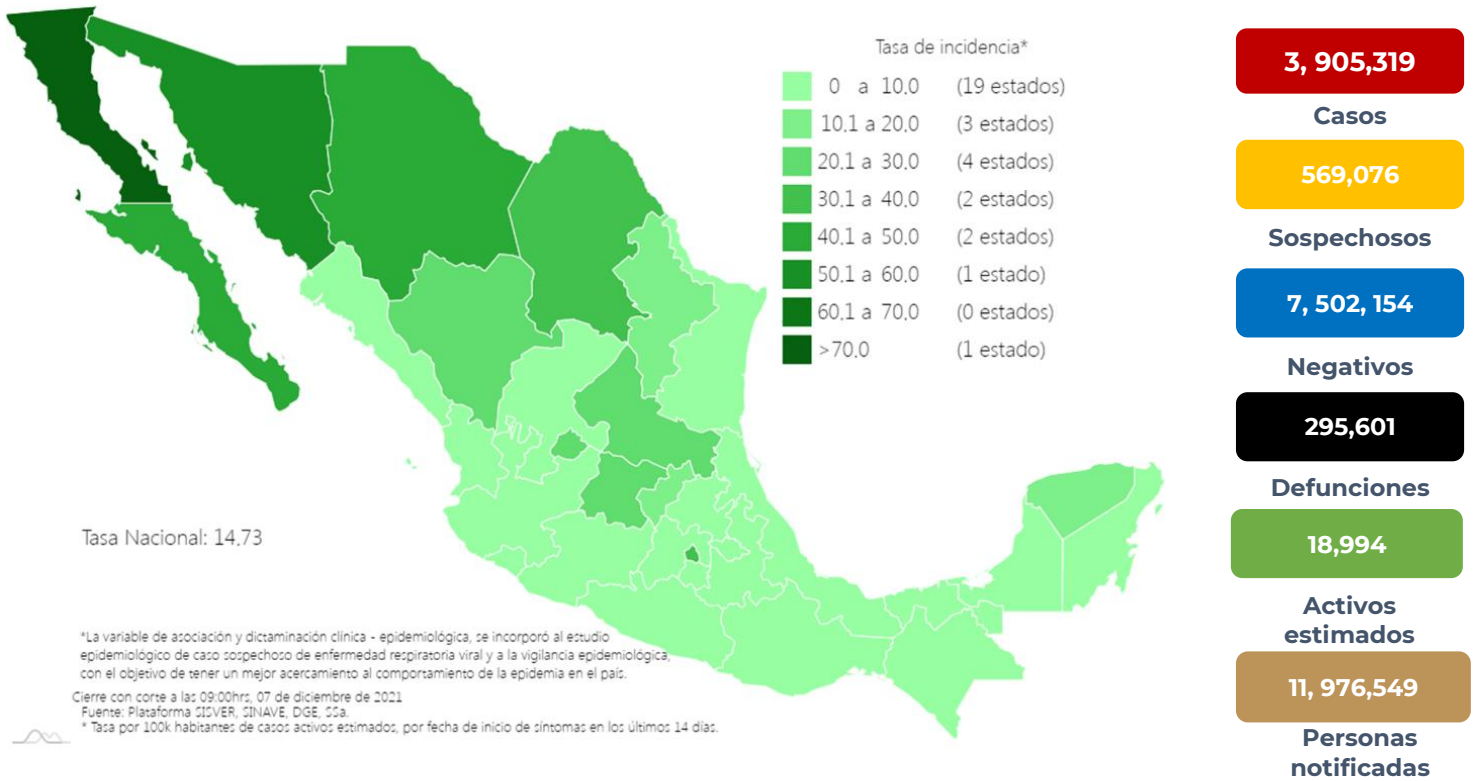 Tasa de incidencia*
0 a 10,0 (19 estados)
10,1 a 20,0 (3 estados)
20,1 a 30,0 (4 estados)
30,1 a 40,0 (2 estados)
40,1 a 50,0 (2 estados)
50,1 a 60,0 (1 estado)
60,1 a 70,0 (0 estados)
>70,0 (1 estado)
Tasa Nacional: 14,73
*La variable de asociación y dictaminación clínica - epidemiológica, se incorporó al estudio
epidemiológico de caso sospechoso de enfermedad respiratoria viral y a la vigilancia epidemiológica,
con el objetivo de tener un mejor acercamiento al comportamiento de la epidemia en el país.
Cierre con corte a las 09:00hrs, 07 de diciembre de 2021
Fuente: Plataforma SISVER, SINAVE, DGE, SSa.
* Tasa por 100k habitantes de casos activos estimados, por fecha de inicio de síntomas en los últimos 14 días.
3, 905,319
Casos
569,076
Sospechosos
7, 502, 154
Negativos
295,601
Defunciones
18,994
Activos
estimados
11, 976,549
Personas
notificadas